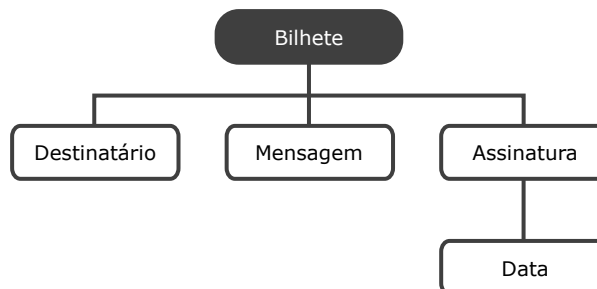 Bilhete
Destinatário
Mensagem
Assinatura
Data